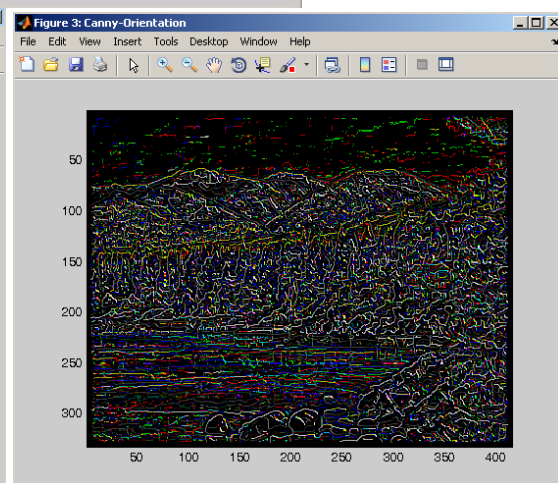 Figure 3: Canny-Orientation
File Edit View Insert Tools Desktop Window Help
50
100
150
200
250
300
50 100 150 200 250 300 350 400